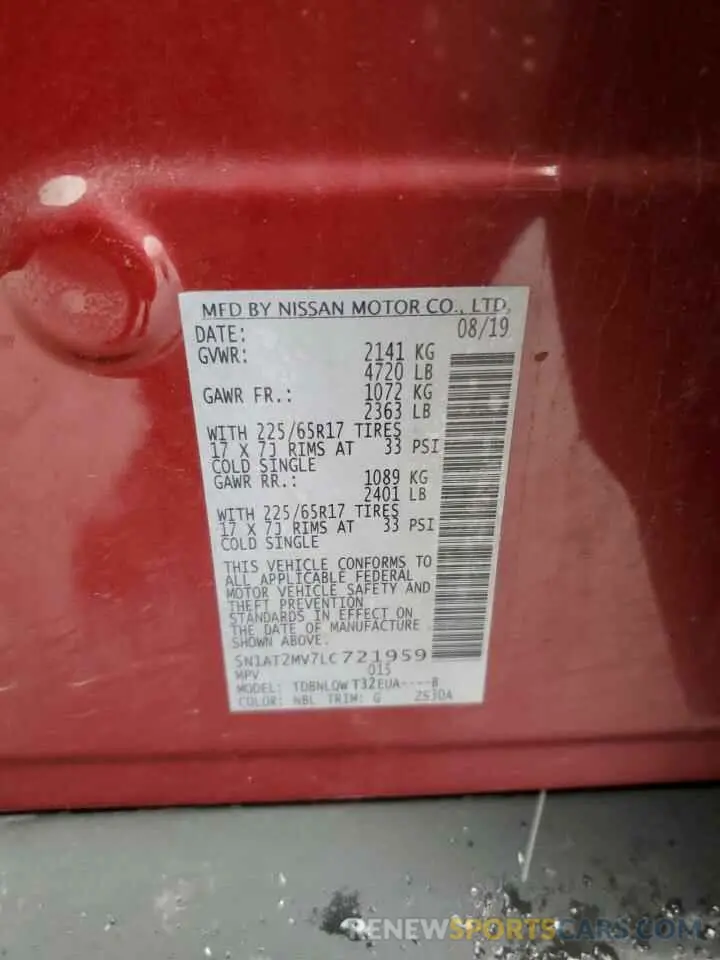 MFD BY NISSAN MOTOR CO., LTD.
DATE: 08/19
GVWR: 2141 KG
4720 LB
GAWR FR.: 1072 KG
2363 LB
WITH 225/65R17 TIRES
17 X 7J RIMS AT 33 PSI
COLD SINGLE
GAWR RR.: 1089 KG
2401 LB
WITH 225/65R17 TIRES
17 X 7J RIMS AT 33 PSI
COLD SINGLE
THIS VEHICLE CONFORMS TO
ALL APPLICABLE FEDERAL
MOTOR VEHICLE SAFETY AND
THEFT PREVENTION
STANDARDS IN EFFECT ON
THE DATE OF MANUFACTURE
SHOWN ABOVE.
5N1AT2MV7LC721959
MPV 015
MODEL: TDBNLQW T32EUA----B
COLOR: NBL TRIM: G 2S30A
RENEWSPORTSCARS.COM